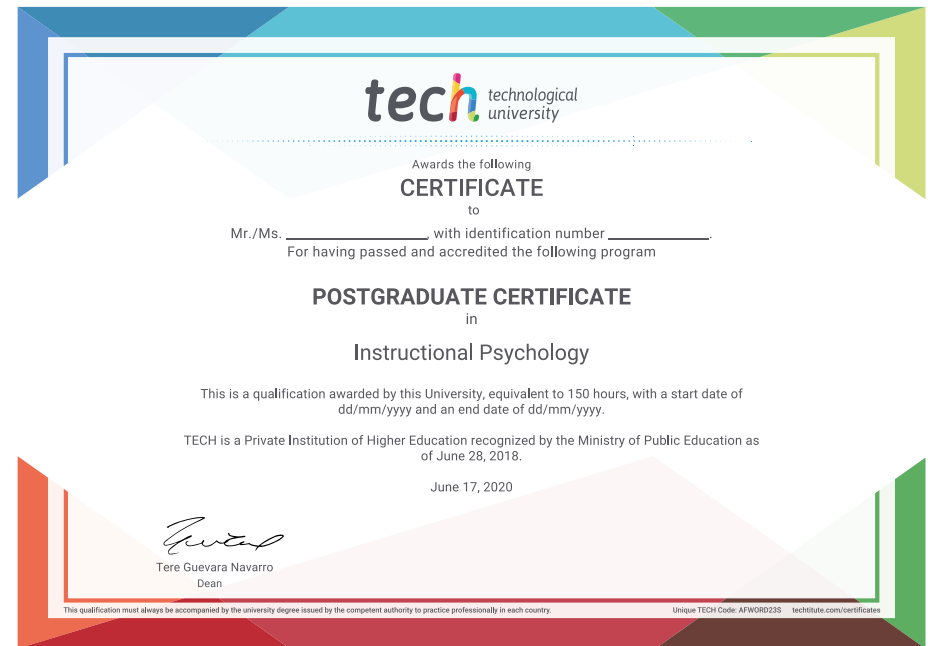 tech technological
university
Awards the following
CERTIFICATE
to
Mr./Ms. ____________________, with identification number ______________.
For having passed and accredited the following program
POSTGRADUATE CERTIFICATE
in
Instructional Psychology
This is a qualification awarded by this University, equivalent to 150 hours, with a start date of
dd/mm/yyyy and an end date of dd/mm/yyyy.
TECH is a Private Institution of Higher Education recognized by the Ministry of Public Education as
of June 28, 2018.
June 17, 2020
Tere Guevara Navarro
Dean
This qualification must always be accompanied by the university degree issued by the competent authority to practice professionally in each country. Unique TECH Code: AFWORD23S techtitute.com/certificates